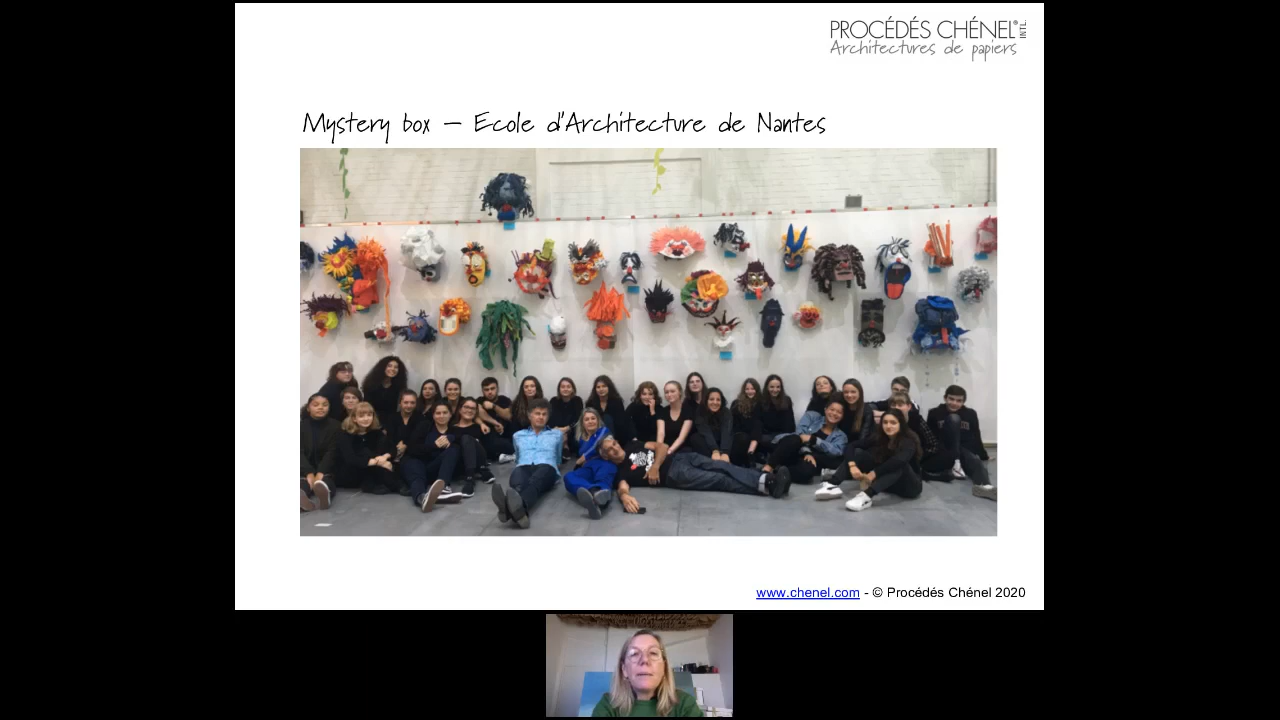 PROCÉDÉS CHÉNEL® INTL.
Architectures de papiers
Mystery box – Ecole d'Architecture de Nantes
www.chenel.com - © Procédés Chénel 2020